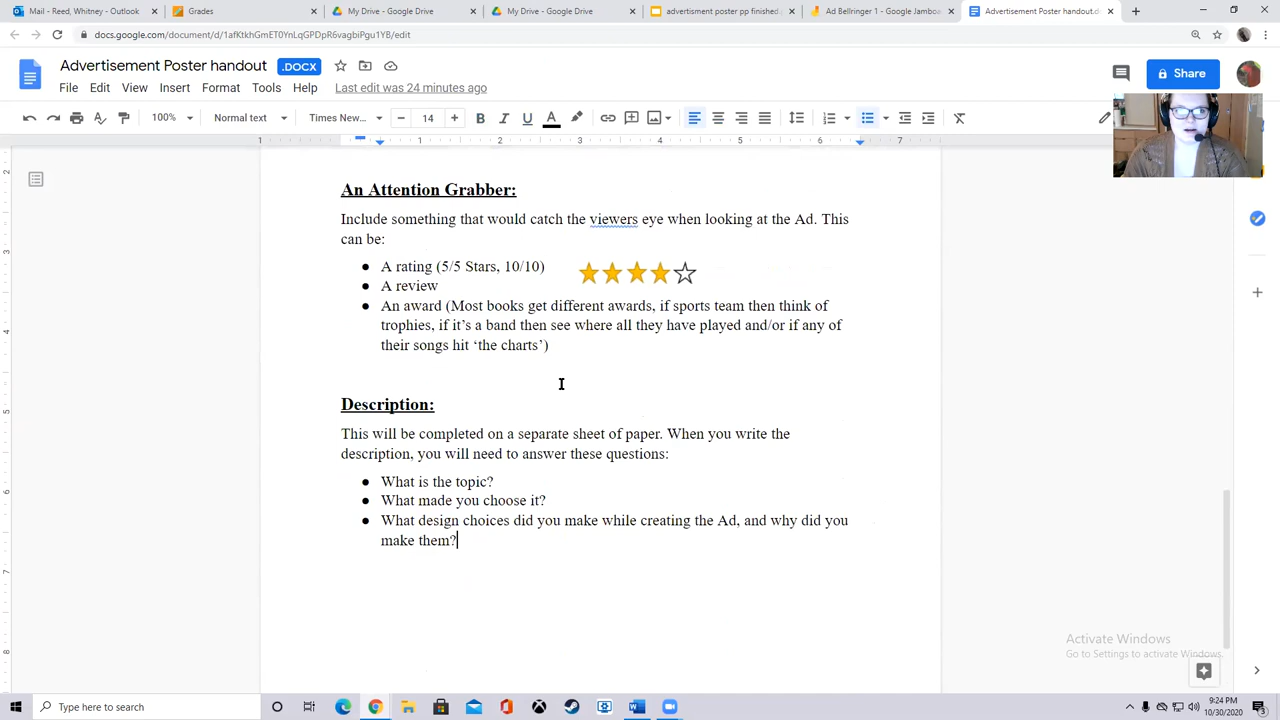 Mail - Reed, Whitney - Outlook
Grades
My Drive - Google Drive
My Drive - Google Drive
advertisment poster pp finished
Ad Bellringer 1 - Google Jamboa
Advertisement Poster handout.d
docs.google.com/document/d/1afKtkhGmET0YnLqGPDpR6vagbiPgu1YB/edit
Advertisement Poster handout .DOCX
Share
File Edit View Insert Format Tools Help Last edit was 24 minutes ago
100% Normal text Times New... 14 B I U A
1 1 2 3 4 5 6 7
An Attention Grabber:
Include something that would catch the viewers eye when looking at the Ad. This
can be:
● A rating (5/5 Stars, 10/10)
● A review
● An award (Most books get different awards, if sports team then think of
trophies, if it's a band then see where all they have played and/or if any of
their songs hit ‘the charts’)
Description:
This will be completed on a separate sheet of paper. When you write the
description, you will need to answer these questions:
● What is the topic?
● What made you choose it?
● What design choices did you make while creating the Ad, and why did you
make them?
Activate Windows
Go to Settings to activate Windows.
Type here to search
9:24 PM
10/30/2020